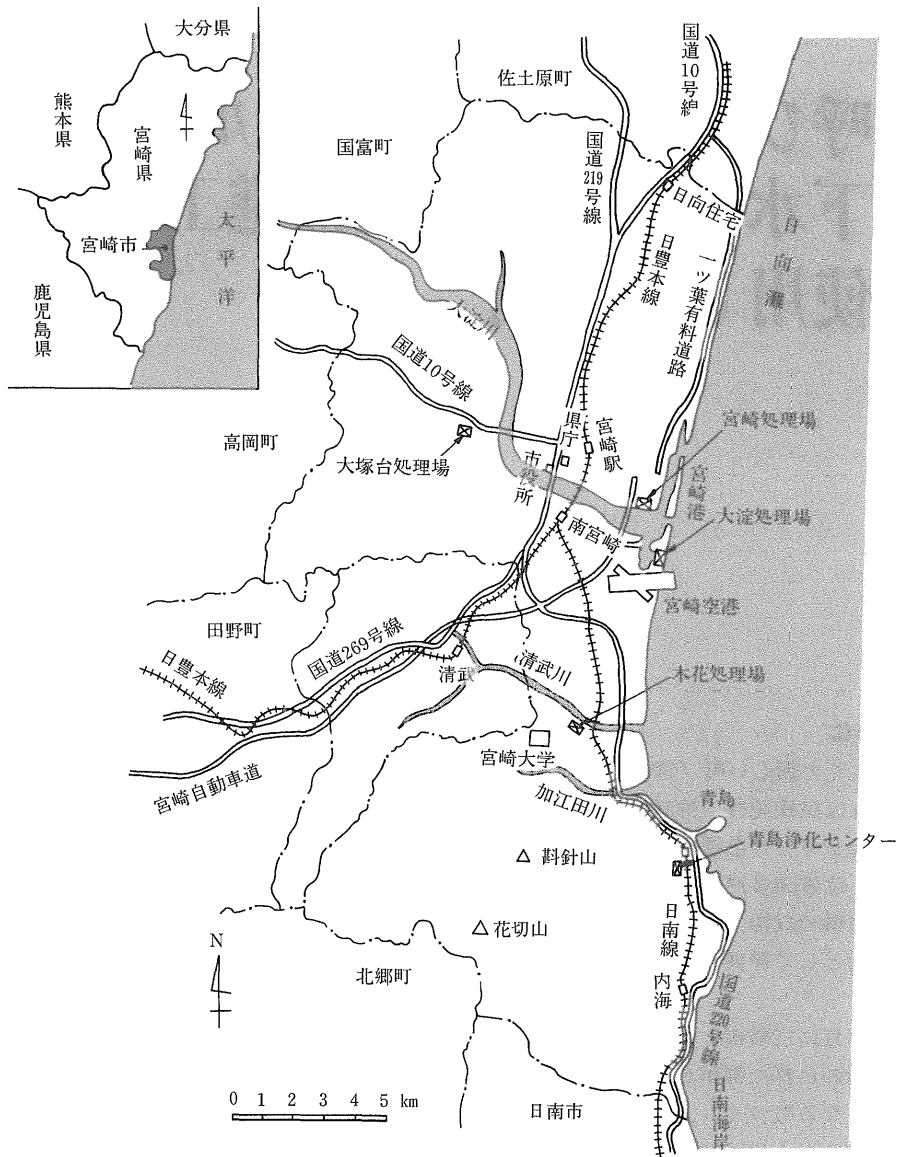 大分県
熊本県
宮崎県
宮崎市
太平洋
鹿児島県
佐土原町
国富町
国道219号線
国道10号線
日向住宅
日豊本線
一ツ葉有料道路
日向灘
大淀川
国道10号線
高岡町
大塚台処理場
県庁
市役所
宮崎駅
宮崎処理場
宮崎港
大淀処理場
南宮崎
宮崎空港
田野町
国道269号線
日豊本線
清武
清武川
木花処理場
宮崎大学
宮崎自動車道
加江田川
青島
青島浄化センター
斟針山
花切山
日南線
内海
北郷町
国道220号線
日南海岸
日南市
N
0 1 2 3 4 5 km